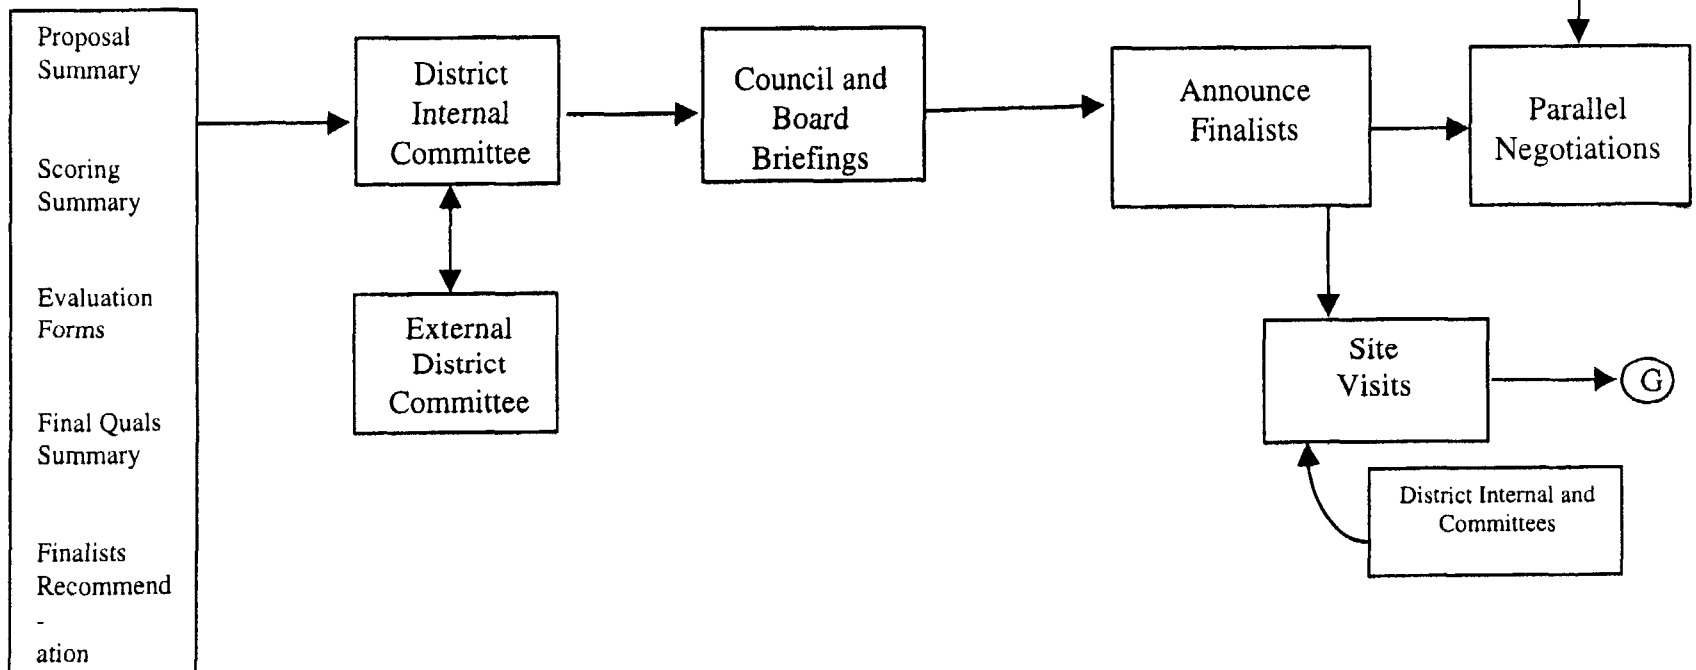 Proposal
Summary
Scoring
Summary
Evaluation
Forms
Final Quals
Summary
Finalists
Recommend
-
ation
District
Internal
Committee
External
District
Committee
Council and
Board
Briefings
Announce
Finalists
Parallel
Negotiations
Site
Visits
G
District Internal and
Committees